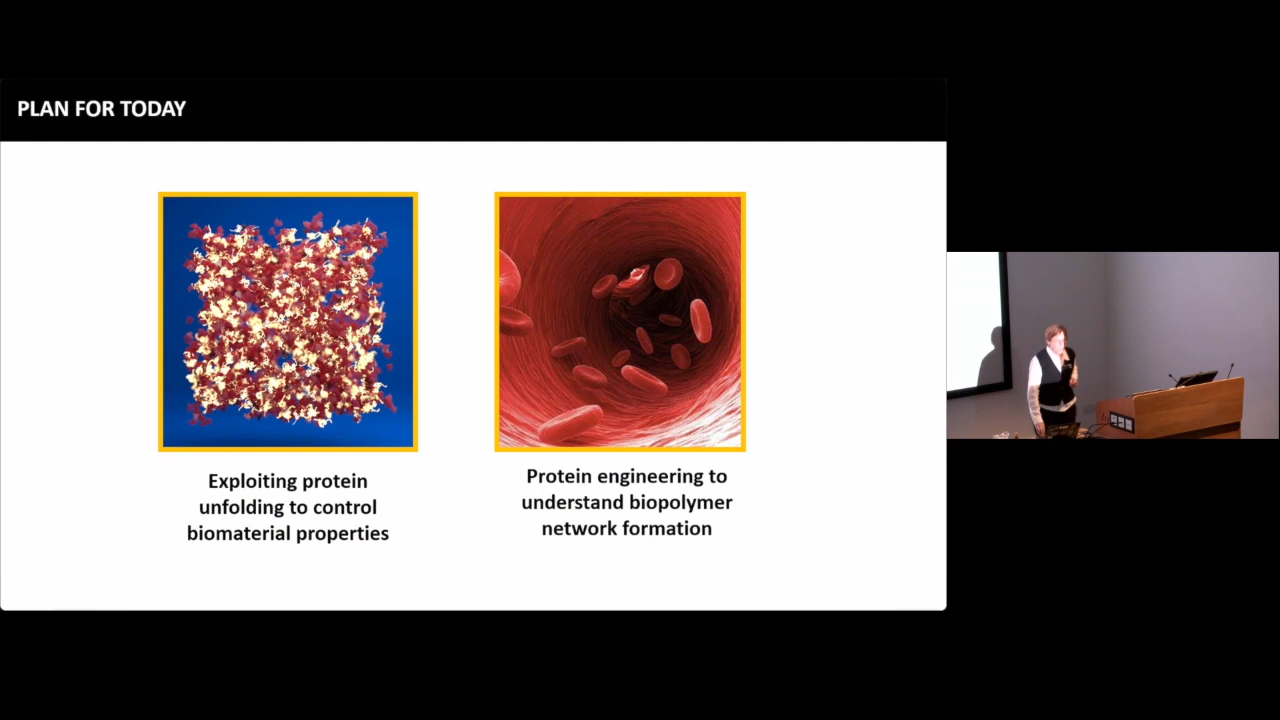 PLAN FOR TODAY
Exploiting protein
unfolding to control
biomaterial properties
Protein engineering to
understand biopolymer
network formation